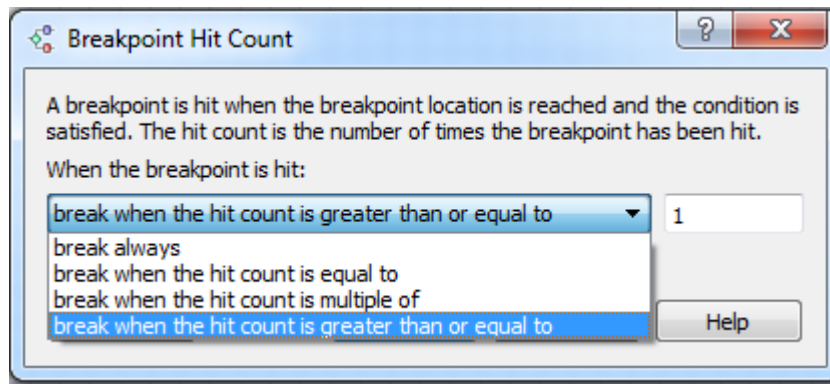 Breakpoint Hit Count
?
A breakpoint is hit when the breakpoint location is reached and the condition is
satisfied. The hit count is the number of times the breakpoint has been hit.
When the breakpoint is hit:
break when the hit count is greater than or equal to 1
break always
break when the hit count is equal to
break when the hit count is multiple of
break when the hit count is greater than or equal to
Help